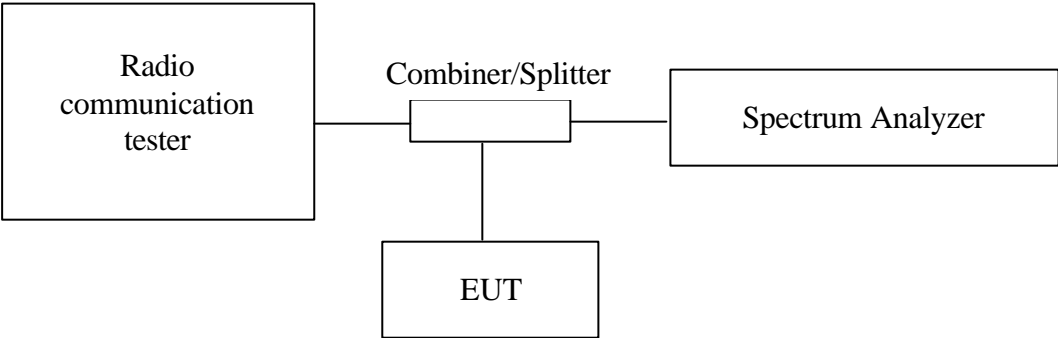 Radio
communication
tester
Combiner/Splitter
Spectrum Analyzer
EUT